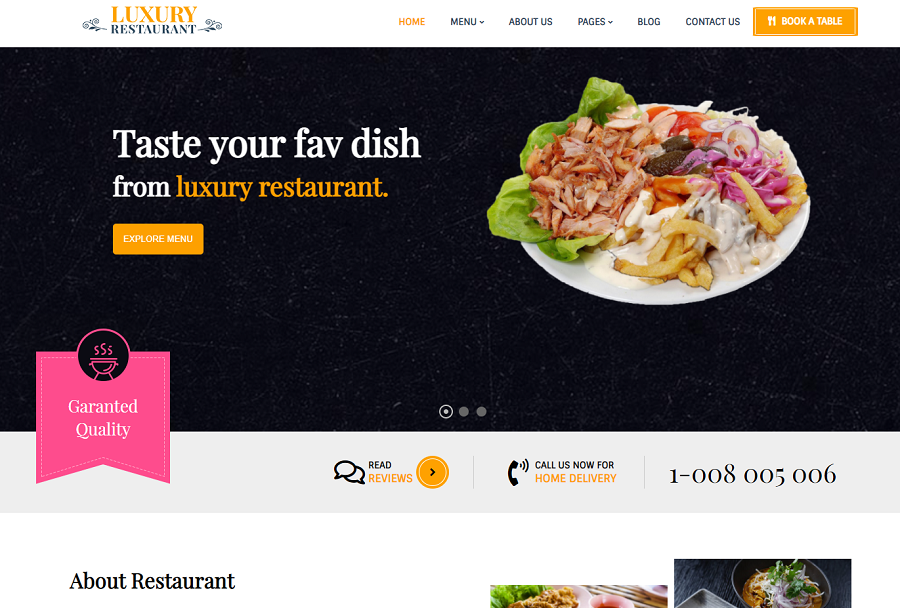 LUXURY
RESTAURANT
HOME
MENU
ABOUT US
PAGES
BLOG
CONTACT US
BOOK A TABLE
Taste your fav dish
from luxury restaurant.
EXPLORE MENU
Garanted
Quality
READ
REVIEWS
CALL US NOW FOR
HOME DELIVERY
1-008 005 006
About Restaurant